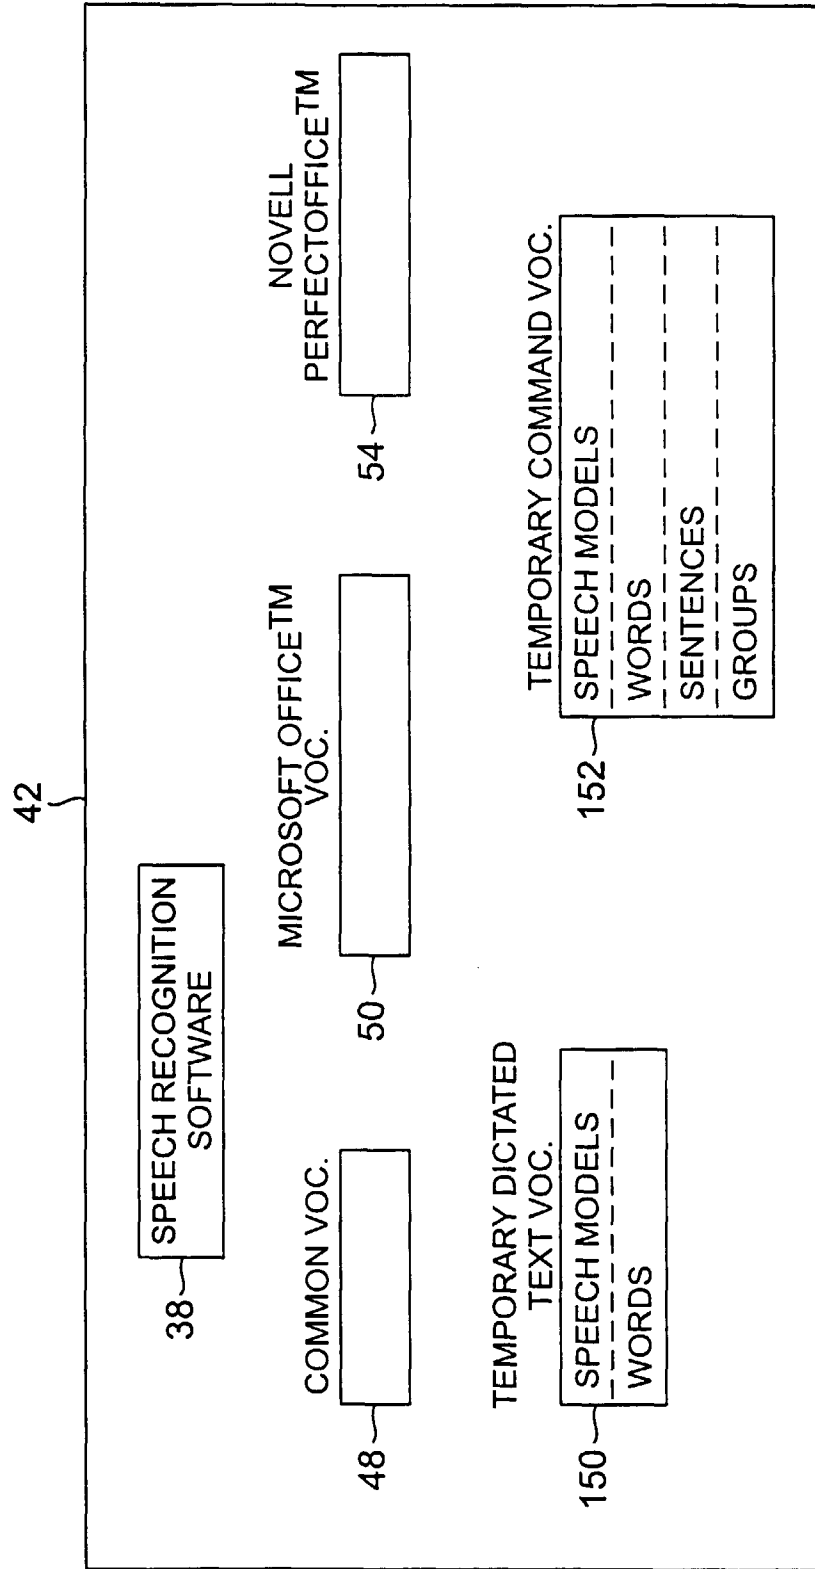 42
SPEECH RECOGNITION
SOFTWARE
38
COMMON VOC.
48
MICROSOFT OFFICE™
VOC.
50
NOVELL
PERFECTOFFICE™
54
TEMPORARY DICTATED
TEXT VOC.
SPEECH MODELS
WORDS
150
TEMPORARY COMMAND VOC.
SPEECH MODELS
WORDS
SENTENCES
GROUPS
152